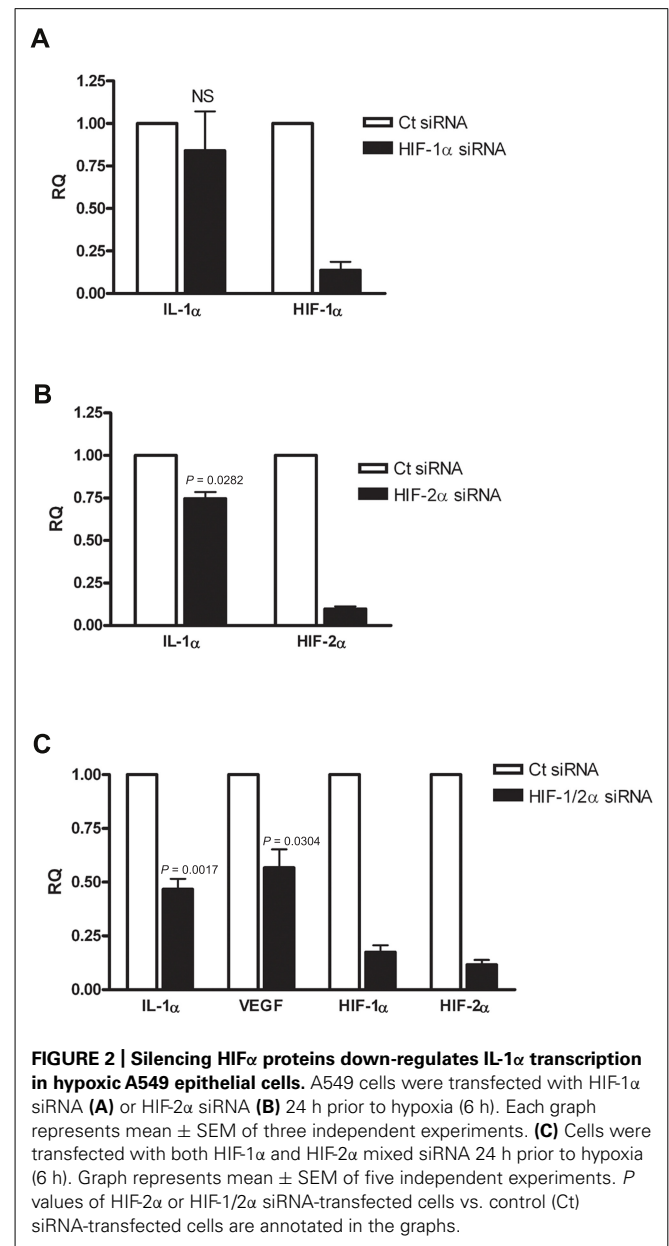 A
1.25
1.00
0.75
0.50
0.25
0.00
RQ
NS
Ct siRNA
HIF-1α siRNA
IL-1α HIF-1α
B
1.25
1.00
0.75
0.50
0.25
0.00
RQ
P = 0.0282
Ct siRNA
HIF-2α siRNA
IL-1α HIF-2α
C
1.00
0.75
0.50
0.25
0.00
RQ
P = 0.0017
P = 0.0304
Ct siRNA
HIF-1/2α siRNA
IL-1α VEGF HIF-1α HIF-2α
FIGURE 2 | Silencing HIFα proteins down-regulates IL-1α transcription
in hypoxic A549 epithelial cells. A549 cells were transfected with HIF-1α
siRNA (A) or HIF-2α siRNA (B) 24 h prior to hypoxia (6 h). Each graph
represents mean ± SEM of three independent experiments. (C) Cells were
transfected with both HIF-1α and HIF-2α mixed siRNA 24 h prior to hypoxia
(6 h). Graph represents mean ± SEM of five independent experiments. P
values of HIF-2α or HIF-1/2α siRNA-transfected cells vs. control (Ct)
siRNA-transfected cells are annotated in the graphs.